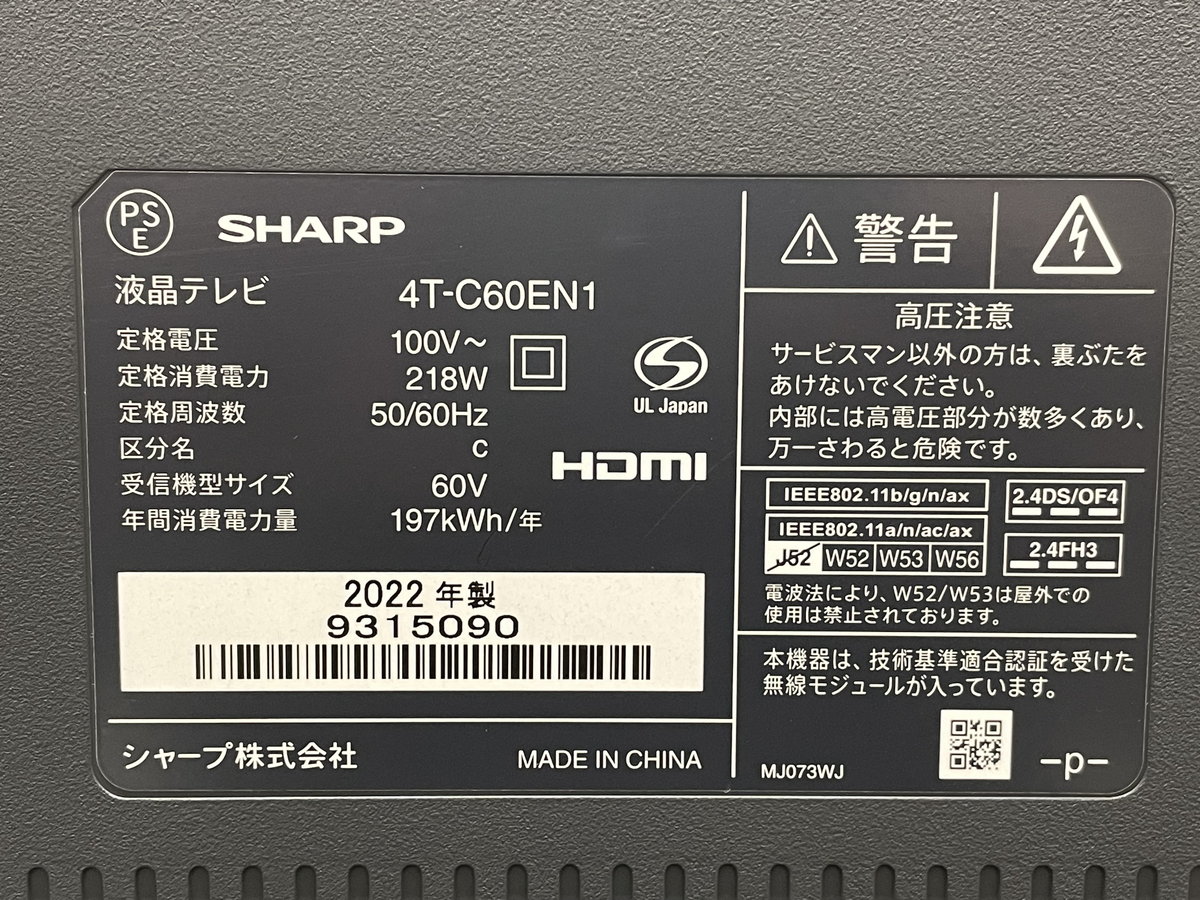 PS
E
SHARP
液晶テレビ 4T-C60EN1
定格電圧 100V～
定格消費電力 218W
定格周波数 50/60Hz
区分名 C
受信機型サイズ 60V
年間消費電力量 197kWh/年
UL Japan
HDMI
2022 年製
9315090
シャープ株式会社 MADE IN CHINA
警告
高圧注意
サービスマン以外の方は、裏ぶたを
あけないでください。
内部には高電圧部分が数多くあり、
万一さわると危険です。
IEEE802.11b/g/n/ax
2.4DS/OF4
IEEE802.11a/n/ac/ax
J52 W52 W53 W56
2.4FH3
電波法により、W52/W53は屋外での
使用は禁止されております。
本機器は、技術基準適合認証を受けた
無線モジュールが入っています。
MJ073WJ
-p-